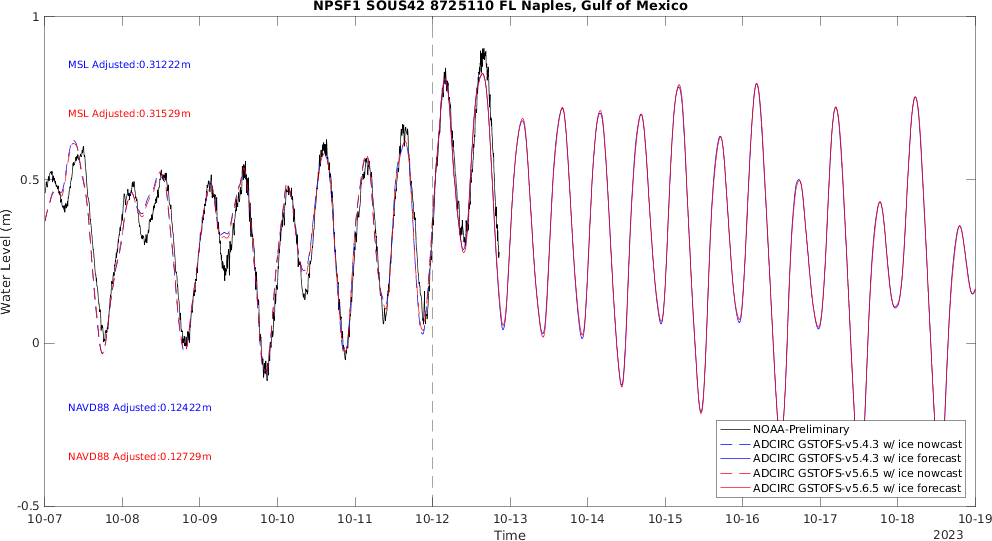 NPSF1 SOUS42 8725110 FL Naples, Gulf of Mexico
1
0.5
0
-0.5
Water Level (m)
MSL Adjusted:0.31222m
MSL Adjusted:0.31529m
NAVD88 Adjusted:0.12422m
NAVD88 Adjusted:0.12729m
NOAA-Preliminary
ADCIRC GSTOFS-v5.4.3 w/ ice nowcast
ADCIRC GSTOFS-v5.4.3 w/ ice forecast
ADCIRC GSTOFS-v5.6.5 w/ ice nowcast
ADCIRC GSTOFS-v5.6.5 w/ ice forecast
10-07 10-08 10-09 10-10 10-11 10-12 10-13 10-14 10-15 10-16 10-17 10-18 10-19
Time
2023